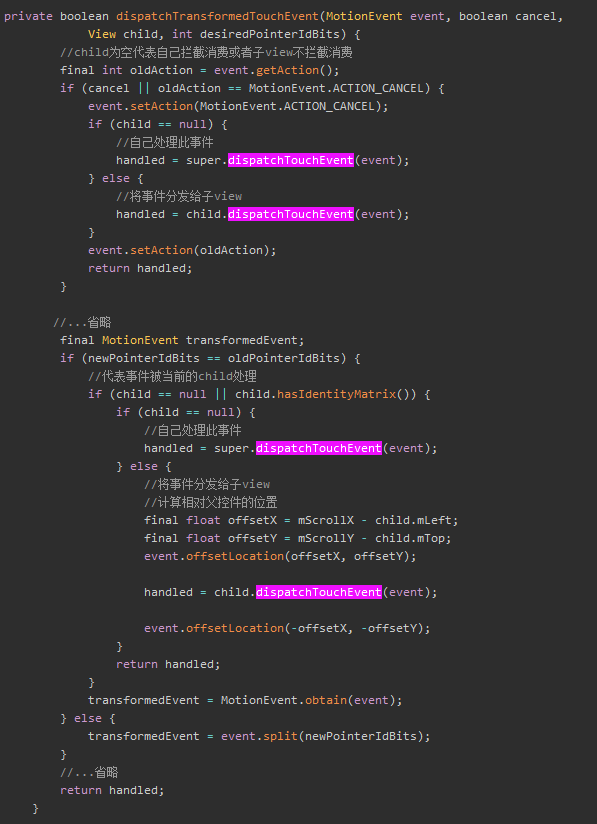 private boolean dispatchTransformedTouchEvent(MotionEvent event, boolean cancel,
            View child, int desiredPointerIdBits) {
        //child为空代表自己拦截消费或者子view不拦截消费
        final int oldAction = event.getAction();
        if (cancel || oldAction == MotionEvent.ACTION_CANCEL) {
            event.setAction(MotionEvent.ACTION_CANCEL);
            if (child == null) {
                //自己处理此事件
                handled = super.dispatchTouchEvent(event);
            } else {
                //将事件分发给子view
                handled = child.dispatchTouchEvent(event);
            }
            event.setAction(oldAction);
            return handled;
        }
       //...省略
        final MotionEvent transformedEvent;
        if (newPointerIdBits == oldPointerIdBits) {
            //代表事件被当前的child处理
            if (child == null || child.hasIdentityMatrix()) {
                if (child == null) {
                    //自己处理此事件
                    handled = super.dispatchTouchEvent(event);
                } else {
                    //将事件分发给子view
                    //计算相对父控件的位置
                    final float offsetX = mScrollX - child.mLeft;
                    final float offsetY = mScrollY - child.mTop;
                    event.offsetLocation(offsetX, offsetY);
                    handled = child.dispatchTouchEvent(event);
                    event.offsetLocation(-offsetX, -offsetY);
                }
                return handled;
            }
            transformedEvent = MotionEvent.obtain(event);
        } else {
            transformedEvent = event.split(newPointerIdBits);
        }
        //...省略
        return handled;
    }